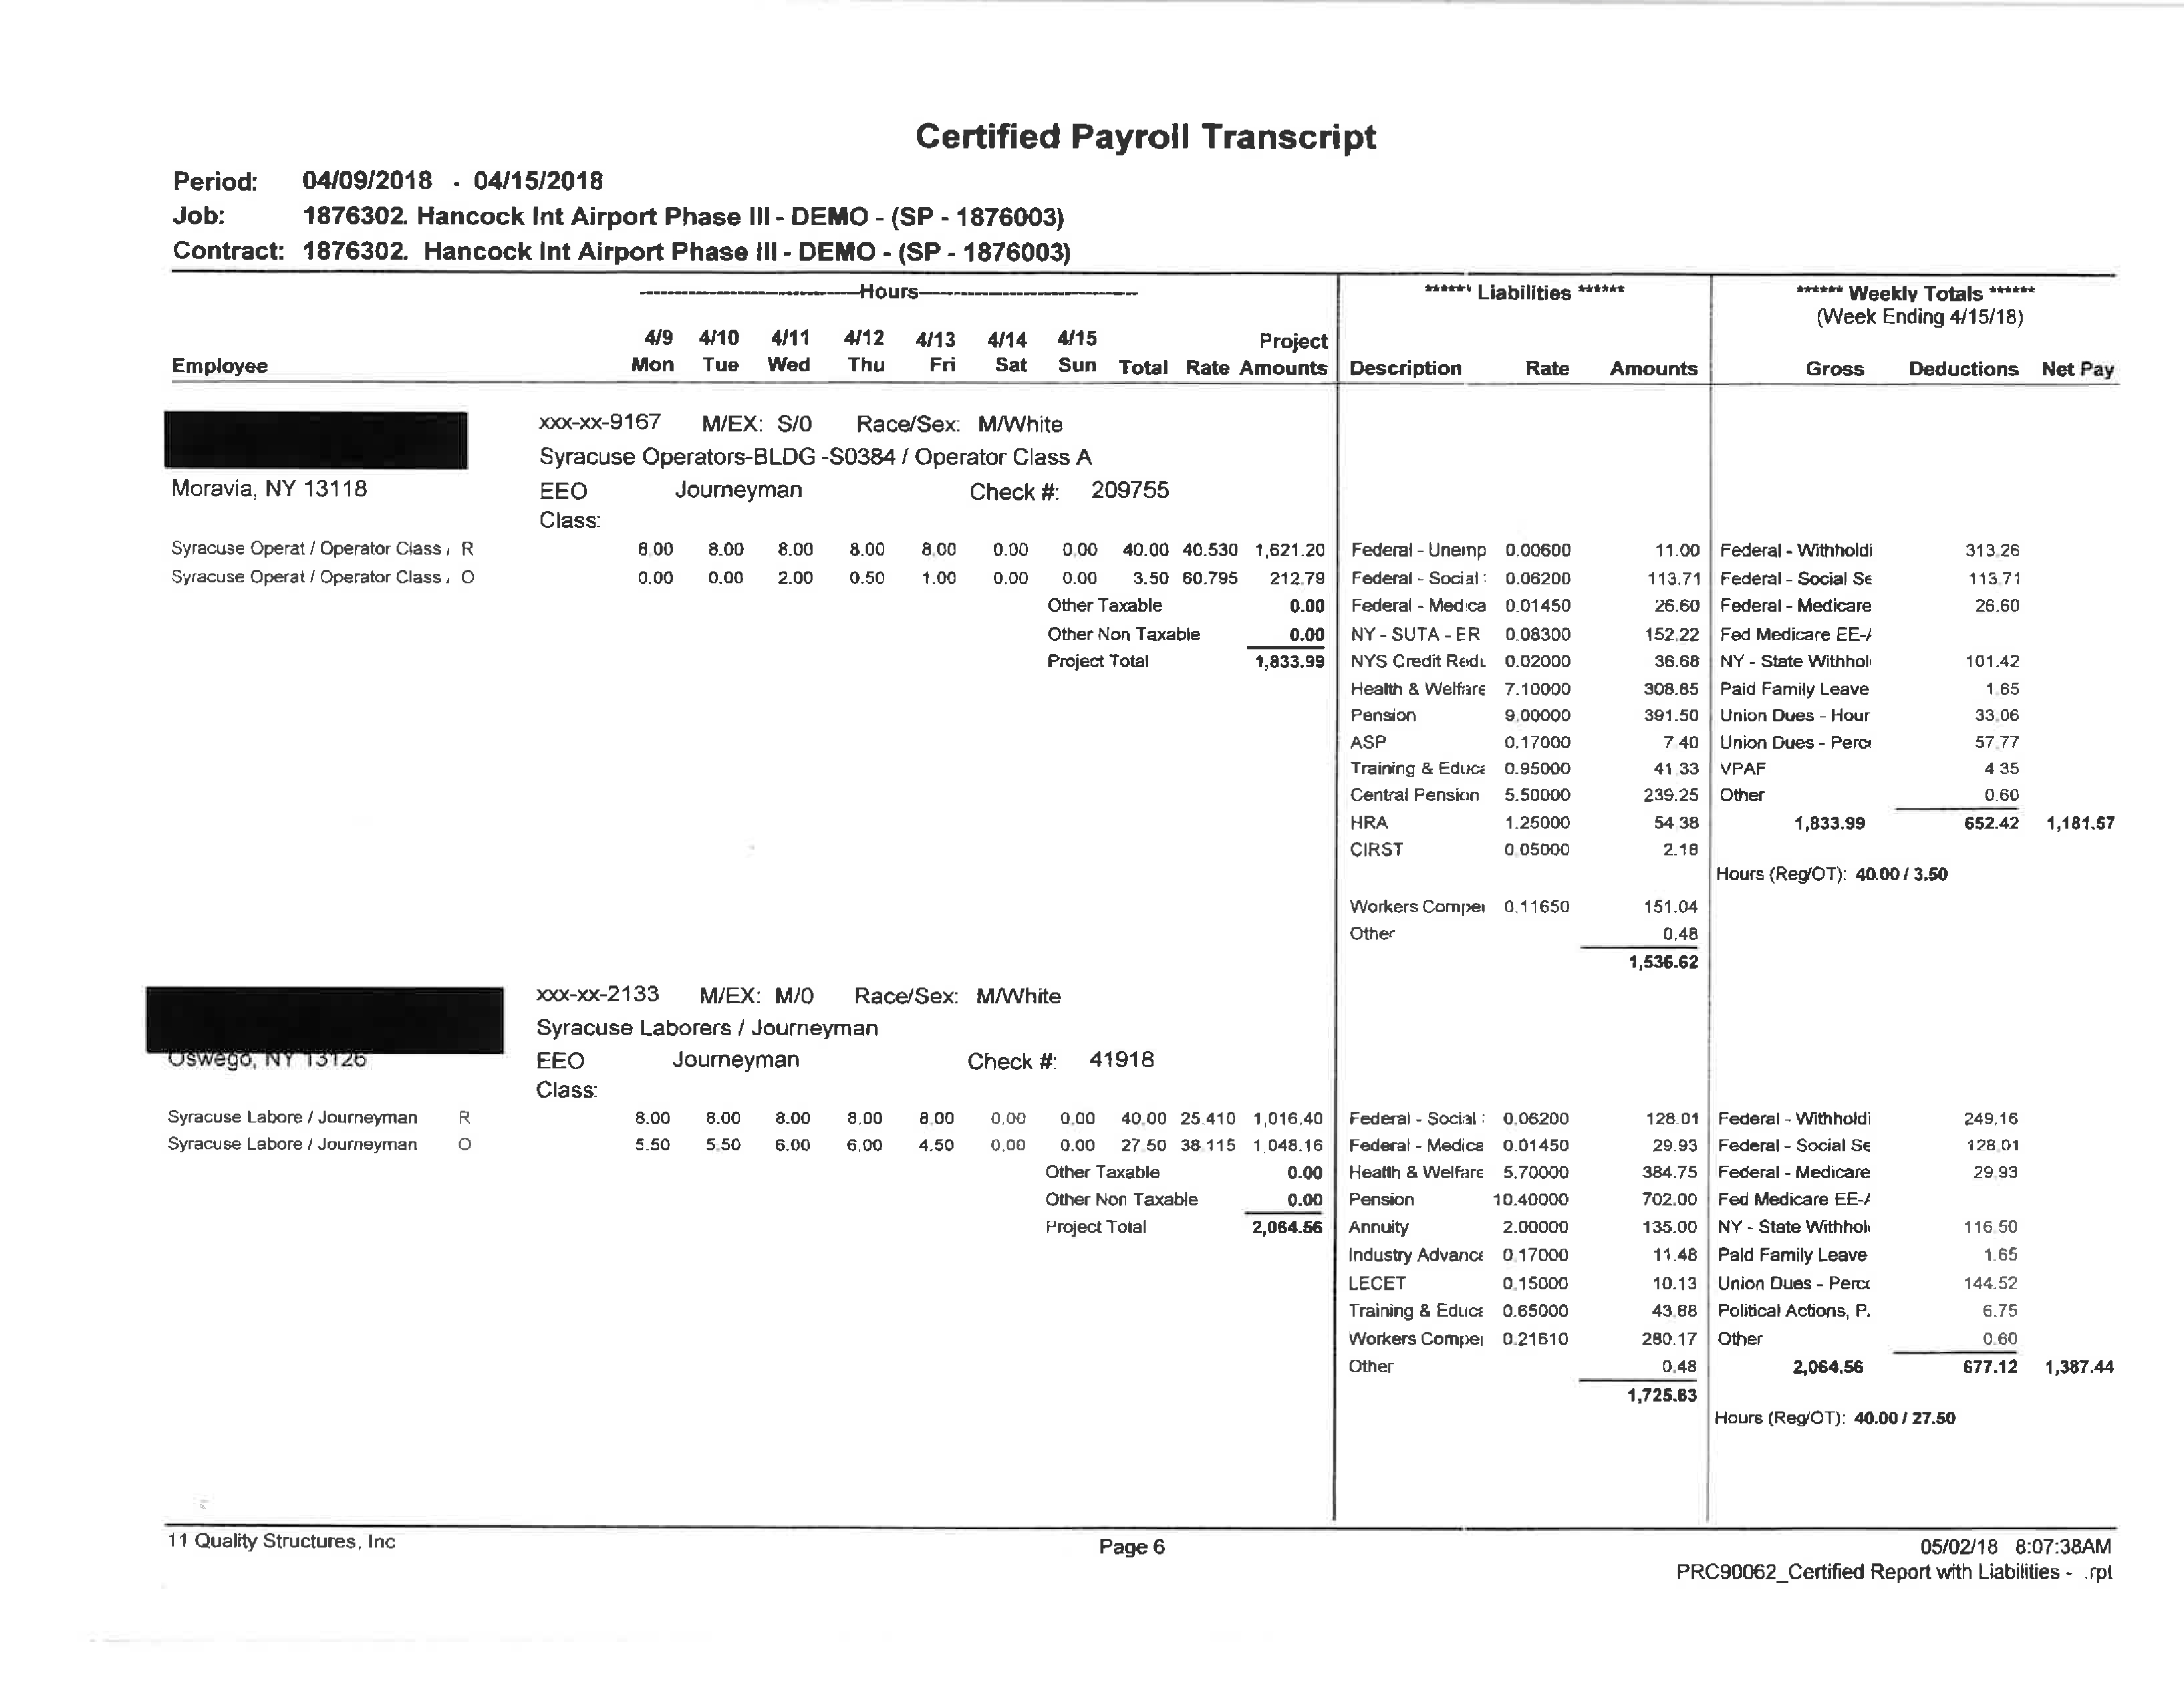 Certified Payroll Transcript
Period: 04/09/2018 - 04/15/2018
Job: 1876302. Hancock Int Airport Phase III - DEMO - (SP - 1876003)
Contract: 1876302. Hancock Int Airport Phase III - DEMO - (SP - 1876003)
Hours
****** Liabilities ******
****** Weekly Totals ******
(Week Ending 4/15/18)
4/9 4/10 4/11 4/12 4/13 4/14 4/15 Project
Employee Mon Tue Wed Thu Fri Sat Sun Total Rate Amounts Description Rate Amounts Gross Deductions Net Pay
xxx-xx-9167 M/EX: S/0 Race/Sex: M/White
Syracuse Operators-BLDG -S0384 / Operator Class A
Moravia, NY 13118 EEO Journeyman Check #: 209755
Class:
Syracuse Operat / Operator Class / R 8.00 8.00 8.00 8.00 8.00 0.00 0.00 40.00 40.530 1,621.20 Federal - Unemp 0.00600 11.00 Federal - Withholdi 313.26
Syracuse Operat / Operator Class / O 0.00 0.00 2.00 0.50 1.00 0.00 0.00 3.50 60.795 212.79 Federal - Social : 0.06200 113.71 Federal - Social Se 113.71
Other Taxable 0.00 Federal - Medica 0.01450 26.60 Federal - Medicare 26.60
Other Non Taxable 0.00 NY - SUTA - ER 0.08300 152.22 Fed Medicare EE-A
Project Total 1,833.99 NYS Credit Redu 0.02000 36.68 NY - State Withhol 101.42
Health & Welfare 7.10000 308.85 Paid Family Leave 1.65
Pension 9.00000 391.50 Union Dues - Hour 33.06
ASP 0.17000 7.40 Union Dues - Perce 57.77
Training & Educa 0.95000 41.33 VPAF 4.35
Central Pension 5.50000 239.25 Other 0.60
HRA 1.25000 54.38 1,833.99 652.42 1,181.57
CIRST 0.05000 2.18
Hours (Reg/OT): 40.00 / 3.50
Workers Compei 0.11650 151.04
Other 0.48
1,536.62
xxx-xx-2133 M/EX: M/0 Race/Sex: M/White
Syracuse Laborers / Journeyman
Oswego, NY 13126 EEO Journeyman Check #: 41918
Class:
Syracuse Labore / Journeyman R 8.00 8.00 8.00 8.00 8.00 0.00 0.00 40.00 25.410 1,016.40 Federal - Social : 0.06200 128.01 Federal - Withholdi 249.16
Syracuse Labore / Journeyman O 5.50 5.50 6.00 6.00 4.50 0.00 0.00 27.50 38.115 1,048.16 Federal - Medica 0.01450 29.93 Federal - Social Se 128.01
Other Taxable 0.00 Health & Welfare 5.70000 384.75 Federal - Medicare 29.93
Other Non Taxable 0.00 Pension 10.40000 702.00 Fed Medicare EE-A
Project Total 2,064.56 Annuity 2.00000 135.00 NY - State Withhol 116.50
Industry Advance 0.17000 11.48 Paid Family Leave 1.65
LECET 0.15000 10.13 Union Dues - Perce 144.52
Training & Educa 0.65000 43.88 Political Actions, P. 6.75
Workers Compei 0.21610 280.17 Other 0.60
Other 0.48 2,064.56 677.12 1,387.44
1,725.83
Hours (Reg/OT): 40.00 / 27.50
11 Quality Structures, Inc Page 6 05/02/18 8:07:38AM
PRC90062_Certified Report with Liabilities - .rpt